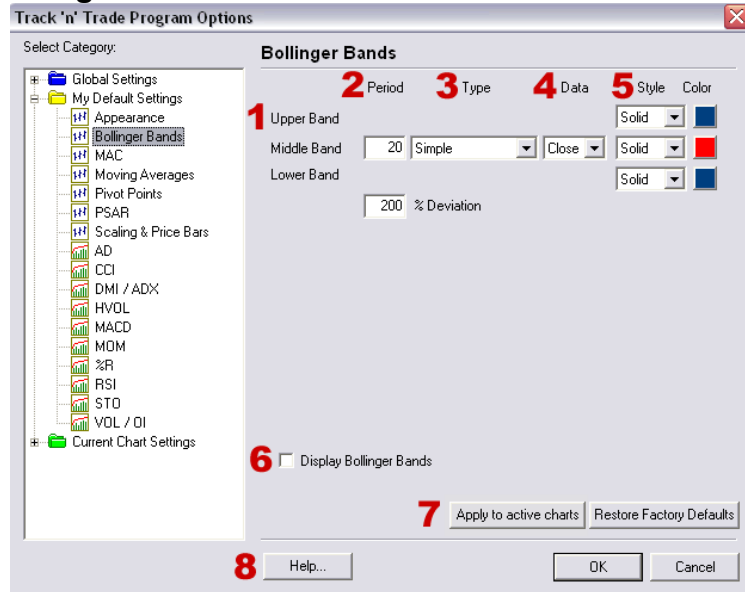 Track 'n' Trade Program Options
Select Category:
Global Settings
My Default Settings
Appearance
Bollinger Bands
MAC
Moving Averages
Pivot Points
PSAR
Scaling & Price Bars
AD
CCI
DMI / ADX
HVOL
MACD
MOM
%R
RSI
STO
VOL / OI
Current Chart Settings
Bollinger Bands
2 Period 3 Type 4 Data 5 Style Color
1 Upper Band Solid
Middle Band 20 Simple Close Solid
Lower Band Solid
200 % Deviation
6 Display Bollinger Bands
7 Apply to active charts Restore Factory Defaults
8 Help... OK Cancel